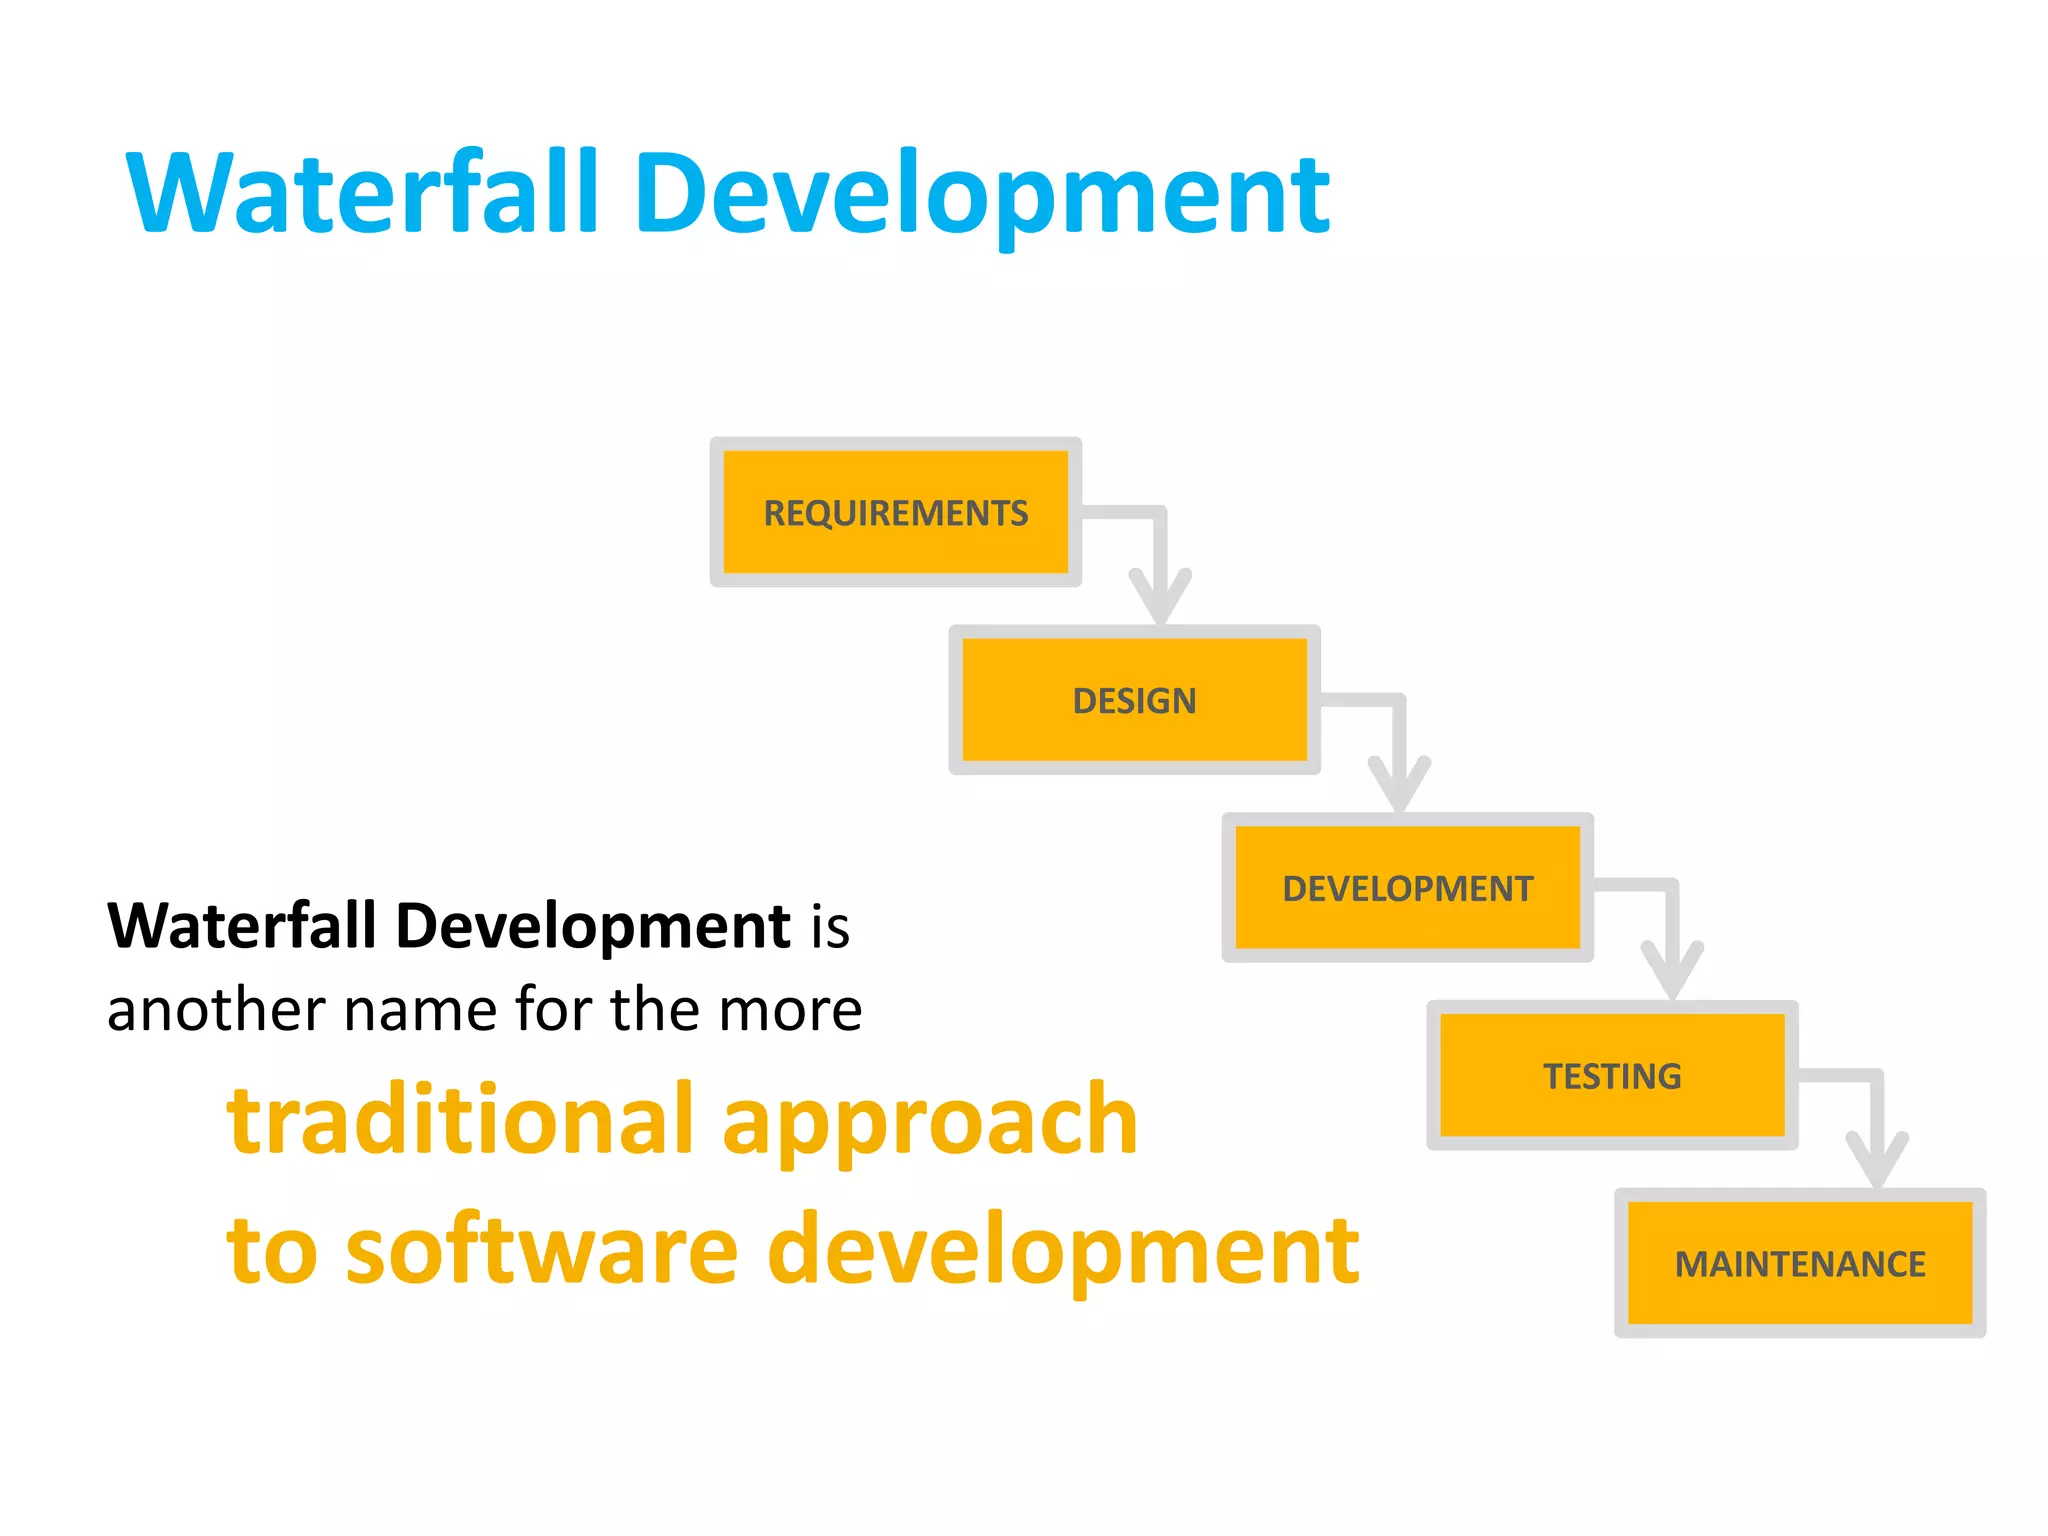 Waterfall Development
REQUIREMENTS
DESIGN
DEVELOPMENT
TESTING
MAINTENANCE
Waterfall Development is
another name for the more
traditional approach
to software development